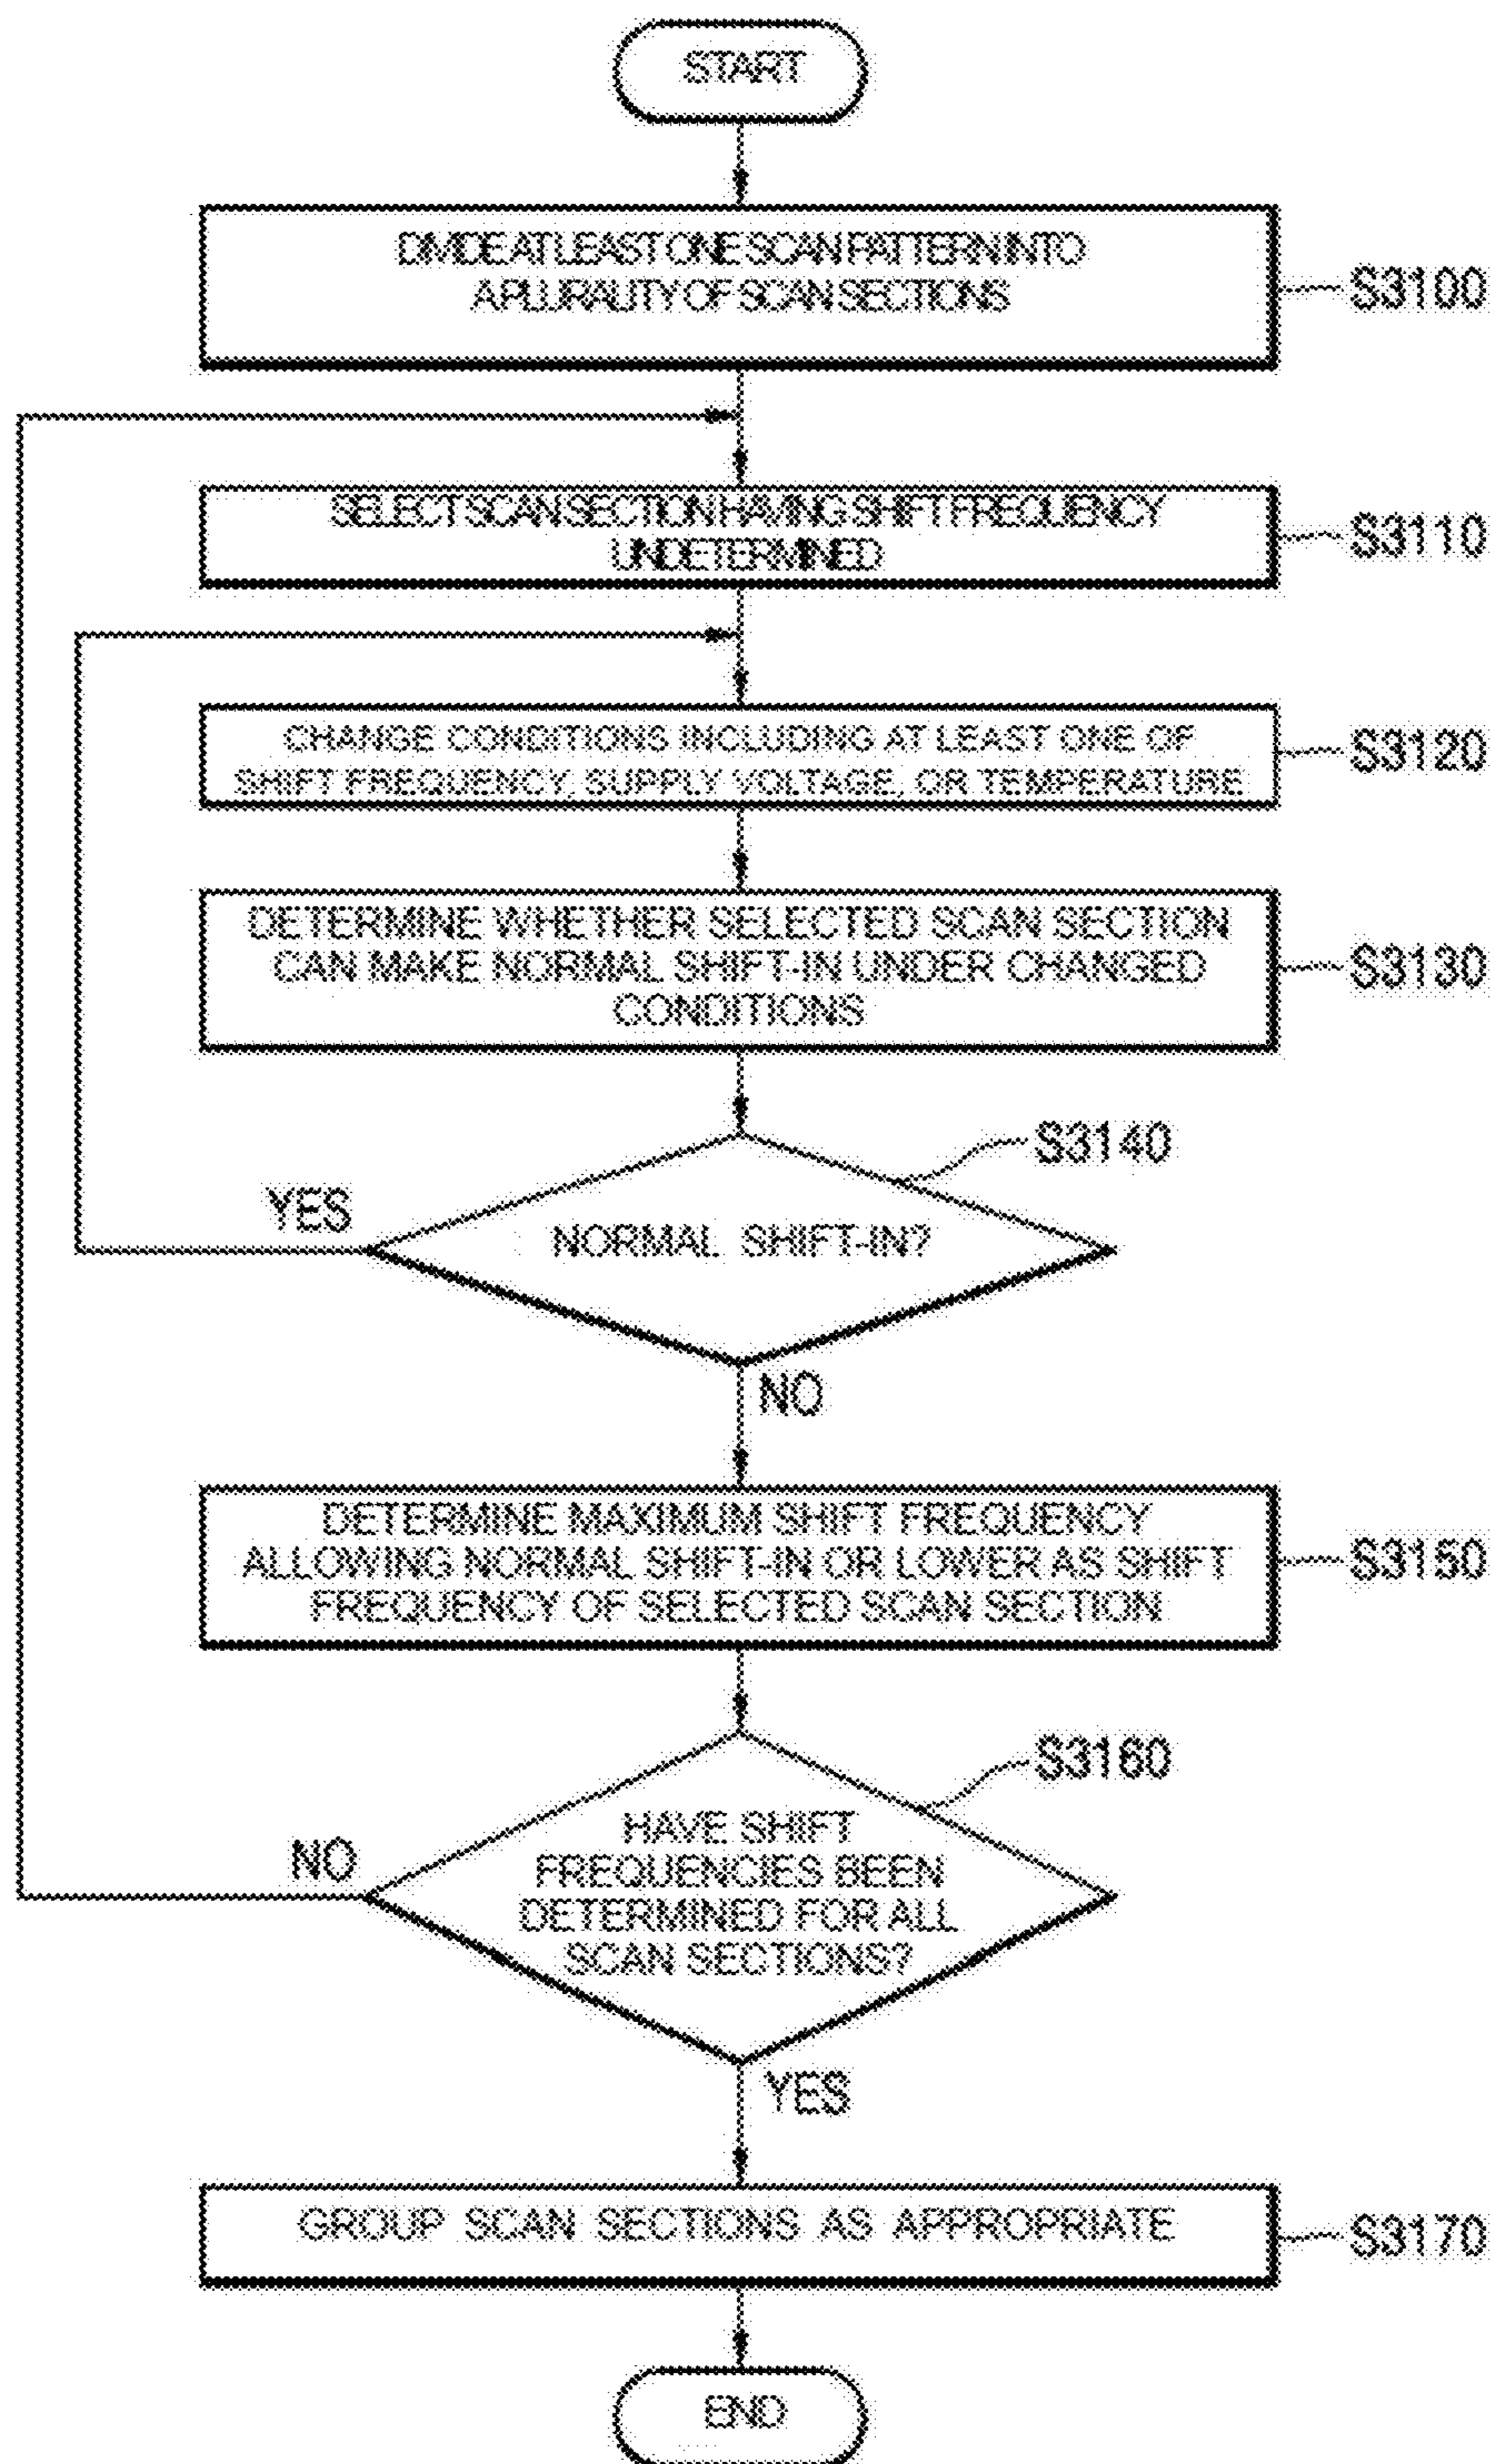 START
DIVIDE AT LEAST ONE SCAN PATTERN INTO
A PLURALITY OF SCAN SECTIONS
S3100
SELECT SCAN SECTION HAVING SHIFT FREQUENCY
UNDETERMINED
S3110
CHANGE CONDITIONS INCLUDING AT LEAST ONE OF
SHIFT FREQUENCY, SUPPLY VOLTAGE, OR TEMPERATURE
S3120
DETERMINE WHETHER SELECTED SCAN SECTION
CAN MAKE NORMAL SHIFT-IN UNDER CHANGED
CONDITIONS
S3130
S3140
YES
NORMAL SHIFT-IN?
NO
DETERMINE MAXIMUM SHIFT FREQUENCY
ALLOWING NORMAL SHIFT-IN OR LOWER AS SHIFT
FREQUENCY OF SELECTED SCAN SECTION
S3150
S3160
NO
HAVE SHIFT
FREQUENCIES BEEN
DETERMINED FOR ALL
SCAN SECTIONS?
YES
GROUP SCAN SECTIONS AS APPROPRIATE
S3170
END